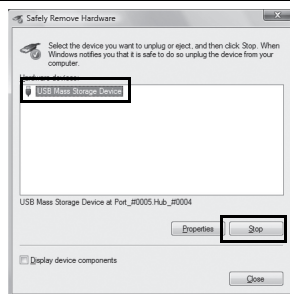 Safely Remove Hardware
Select the device you want to unplug or eject, and then click Stop. When
Windows notifies you that it is safe to do so unplug the device from your
computer.
Hardware devices:
USB Mass Storage Device
USB Mass Storage Device at Port_#0005.Hub_#0004
Properties
Stop
Display device components
Close